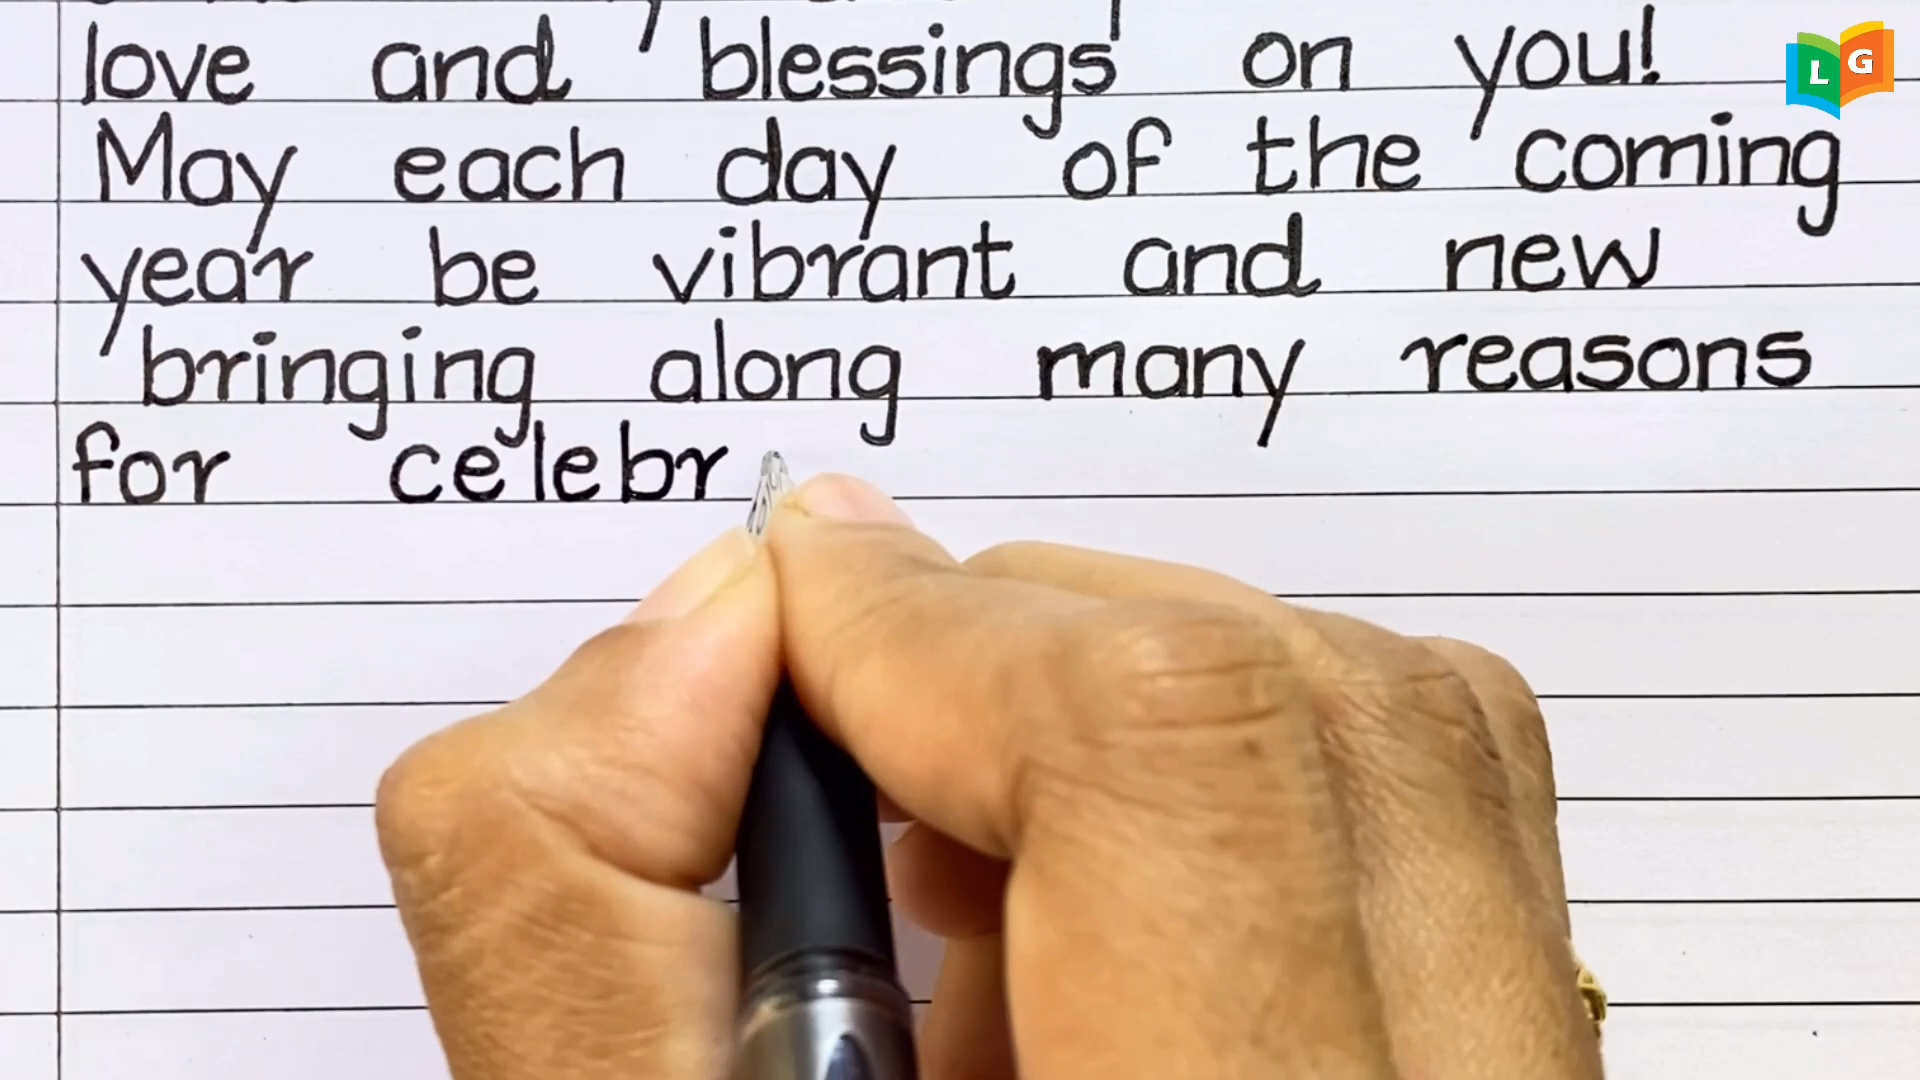 love and blessings on you!
May each day of the coming
year be vibrant and new
bringing along many reasons
for celebr
L G